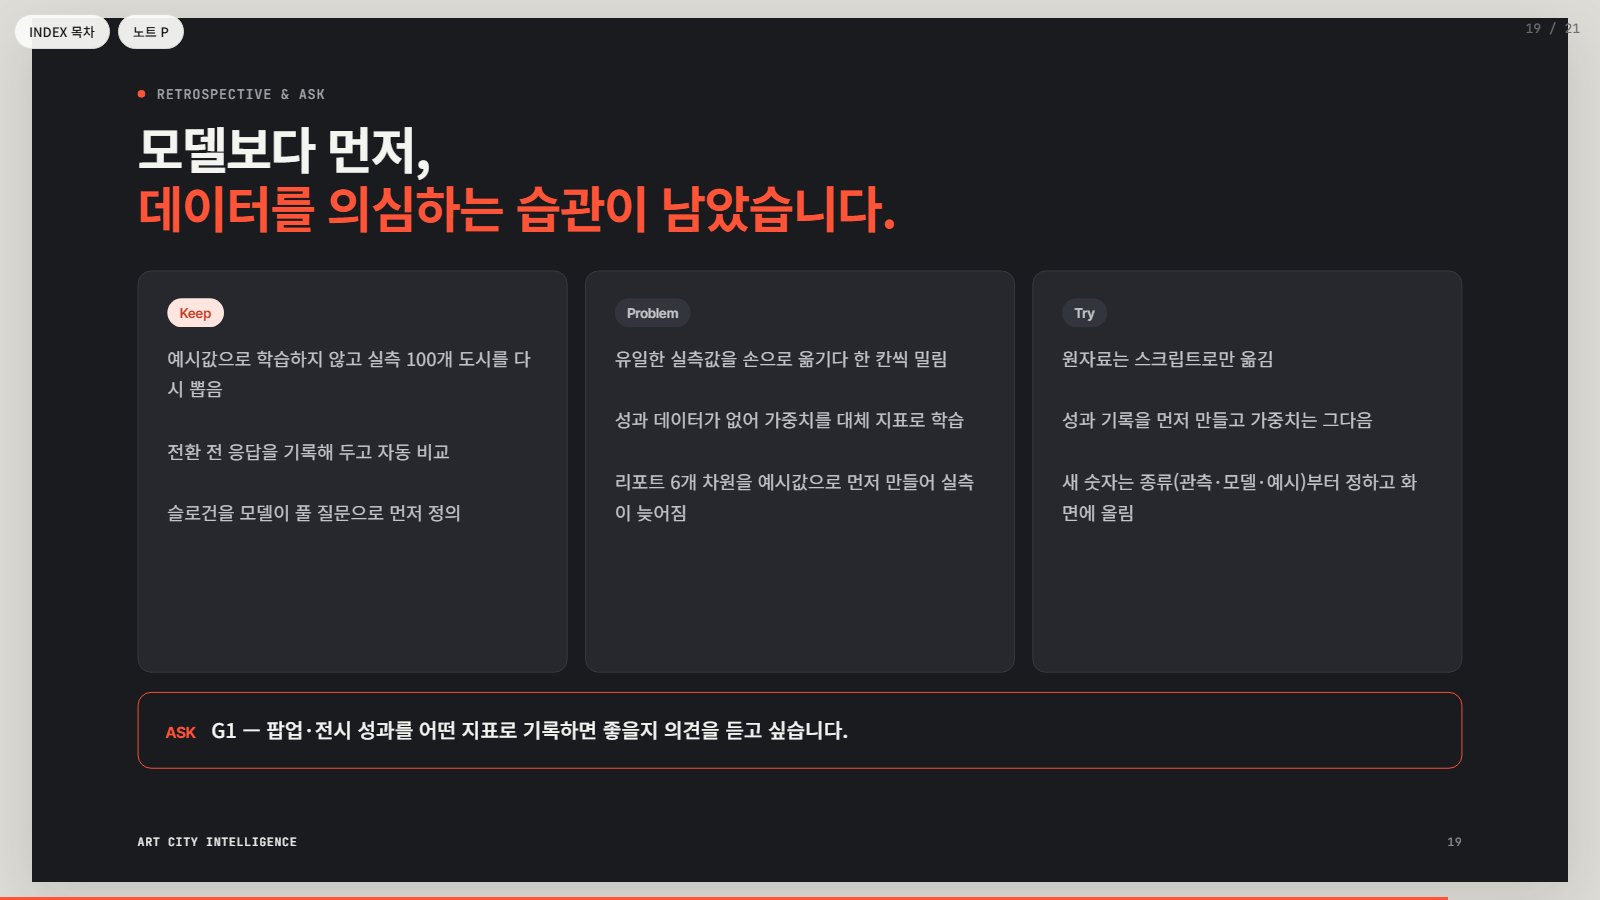 INDEX 목차
노트 P
19 / 21
RETROSPECTIVE & ASK
모델보다 먼저,
데이터를 의심하는 습관이 남았습니다.
Keep
예시값으로 학습하지 않고 실측 100개 도시를 다
시 뽑음
전환 전 응답을 기록해 두고 자동 비교
슬로건을 모델이 풀 질문으로 먼저 정의
Problem
유일한 실측값을 손으로 옮기다 한 칸씩 밀림
성과 데이터가 없어 가중치를 대체 지표로 학습
리포트 6개 차원을 예시값으로 먼저 만들어 실측
이 늦어짐
Try
원자료는 스크립트로만 옮김
성과 기록을 먼저 만들고 가중치는 그다음
새 숫자는 종류(관측·모델·예시)부터 정하고 화
면에 올림
ASK G1 — 팝업·전시 성과를 어떤 지표로 기록하면 좋을지 의견을 듣고 싶습니다.
ART CITY INTELLIGENCE
19